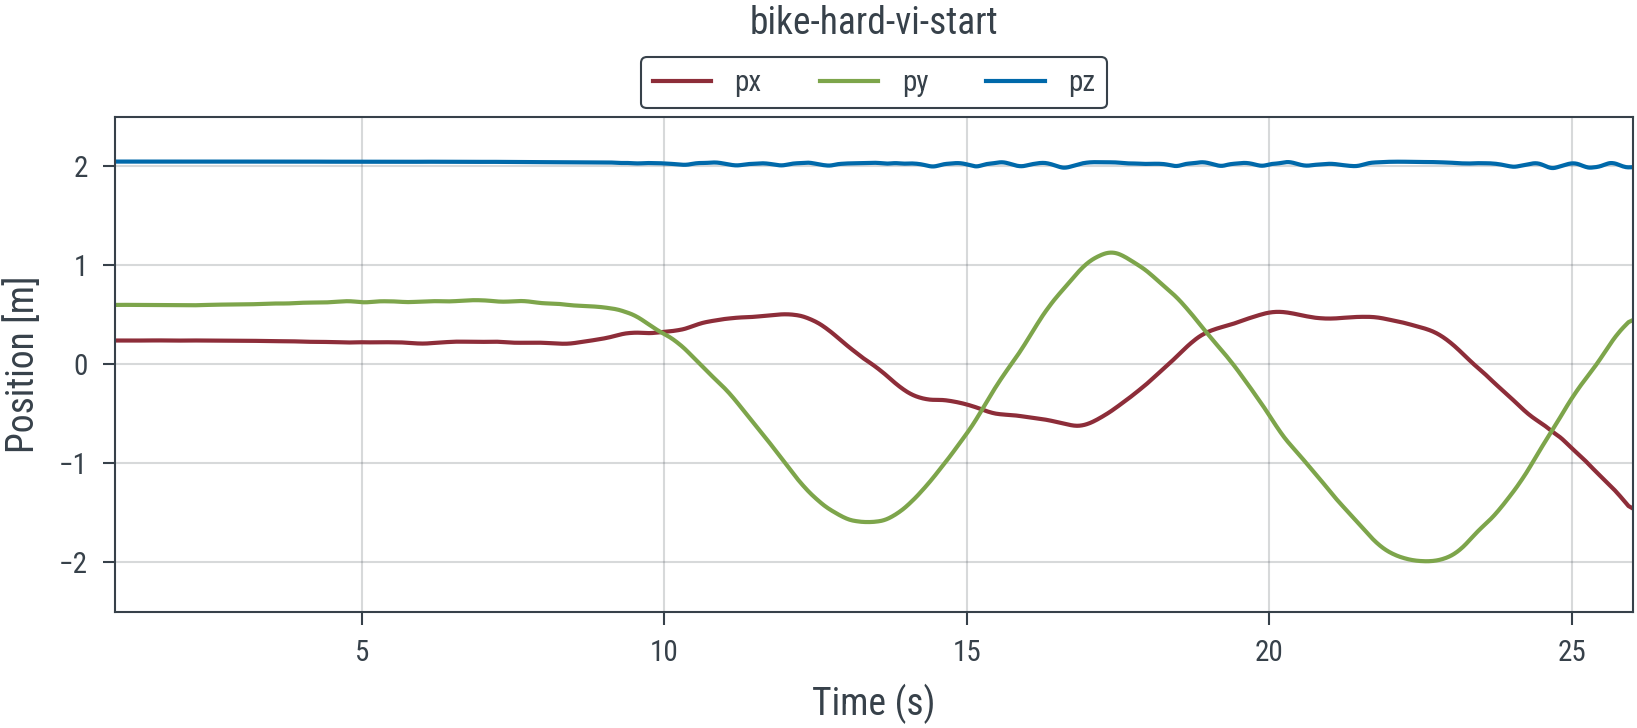 bike-hard-vi-start
px py pz
2
1
0
−1
−2
Position [m]
5 10 15 20 25
Time (s)